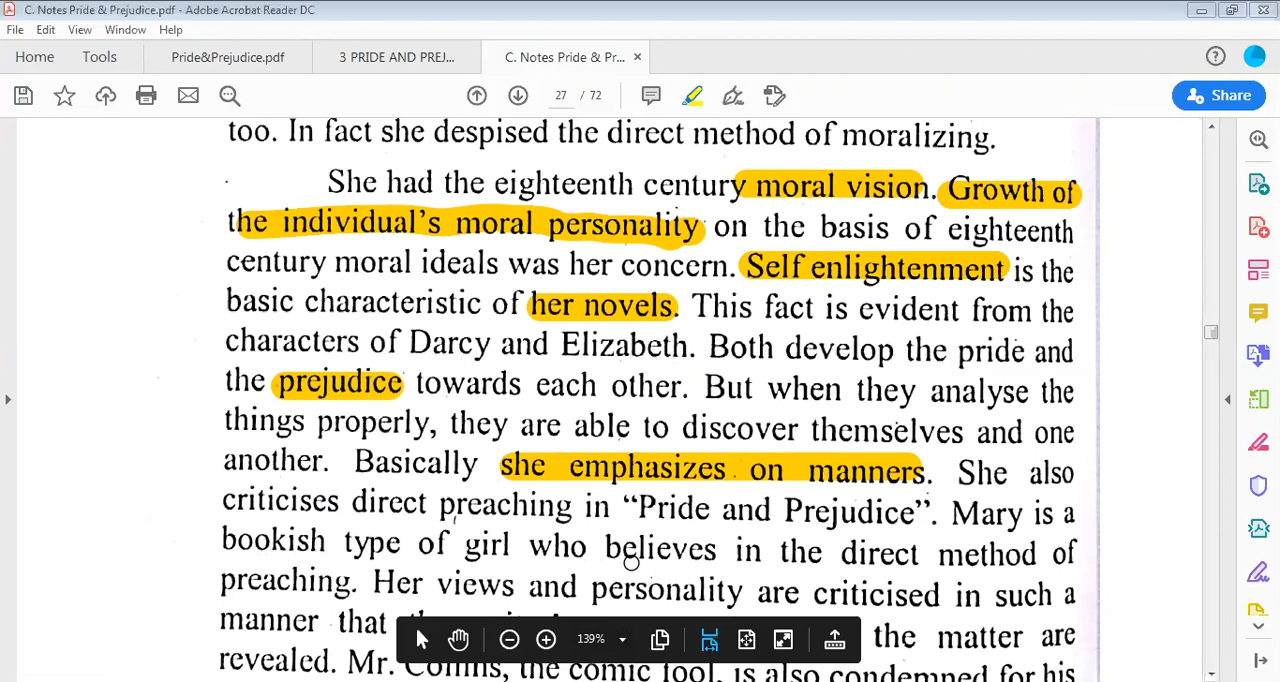 C. Notes Pride & Prejudice.pdf - Adobe Acrobat Reader DC
File Edit View Window Help
Home Tools Pride&Prejudice.pdf 3 PRIDE AND PREJ... C. Notes Pride & Pr... ×
27 / 72 Share
too. In fact she despised the direct method of moralizing.
She had the eighteenth century moral vision. Growth of
the individual's moral personality on the basis of eighteenth
century moral ideals was her concern. Self enlightenment is the
basic characteristic of her novels. This fact is evident from the
characters of Darcy and Elizabeth. Both develop the pride and
the prejudice towards each other. But when they analyse the
things properly, they are able to discover themselves and one
another. Basically she emphasizes on manners. She also
criticises direct preaching in “Pride and Prejudice”. Mary is a
bookish type of girl who believes in the direct method of
preaching. Her views and personality are criticised in such a
manner that the matter are
139%
revealed. Mr. Collins, the comic fool, is also condemned for his